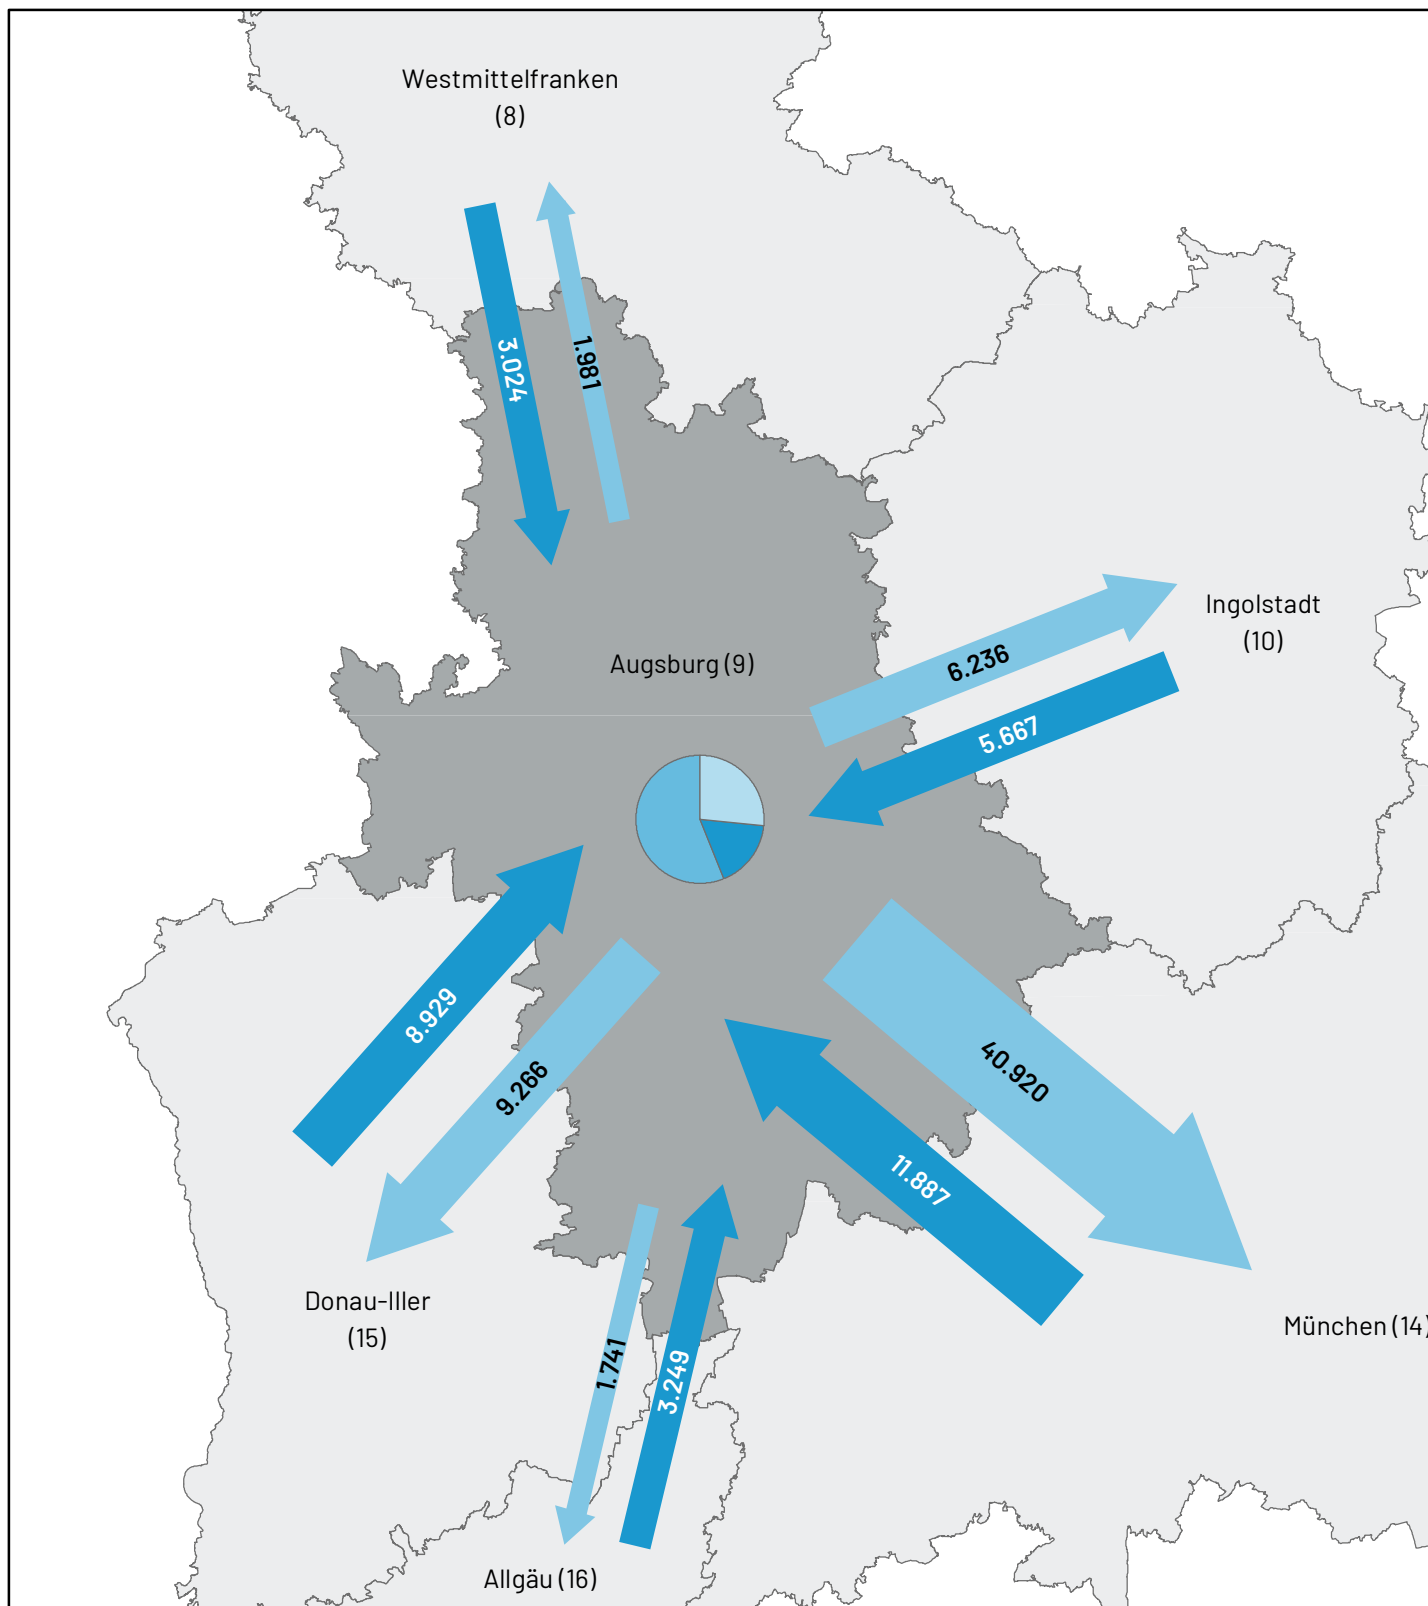 Westmittelfranken
(8)
3.024
1.981
Ingolstadt
(10)
6.236
5.667
Augsburg (9)
8.929
9.266
40.920
11.887
Donau-Iller
(15)
München (14)
1.741
3.249
Allgäu (16)